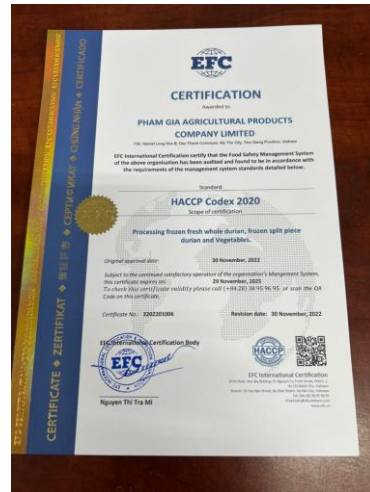 EFC
CERTIFICATION
Awarded to
PHAM GIA AGRICULTURAL PRODUCTS
COMPANY LIMITED
EFC International Certification certify that the Food Safety Management System
of the above organisation has been audited and found to be in accordance with
the requirements of the management system standards detailed below.
Standard
HACCP Codex 2020
Scope of certification
Processing frozen fresh whole durian, frozen split piece
durian and Vegetables.
Original approval date: 30 November, 2022
Subject to the continued satisfactory operation of the organisation's Management System,
this certificate expires on: 29 November, 2025
To check this certificate validity please call (+84.28) 38 95 96 95 or scan the QR
Code on this certificate.
Certificate No.: 3202201006 Revision date: 30 November, 2022
EFC International Certification Body
EFC
HACCP
Nguyen Thi Tra Mi
EFC International Certification
CERTIFICATE ZERTIFIKAT CHỨNG NHẬN CERTIFICADO